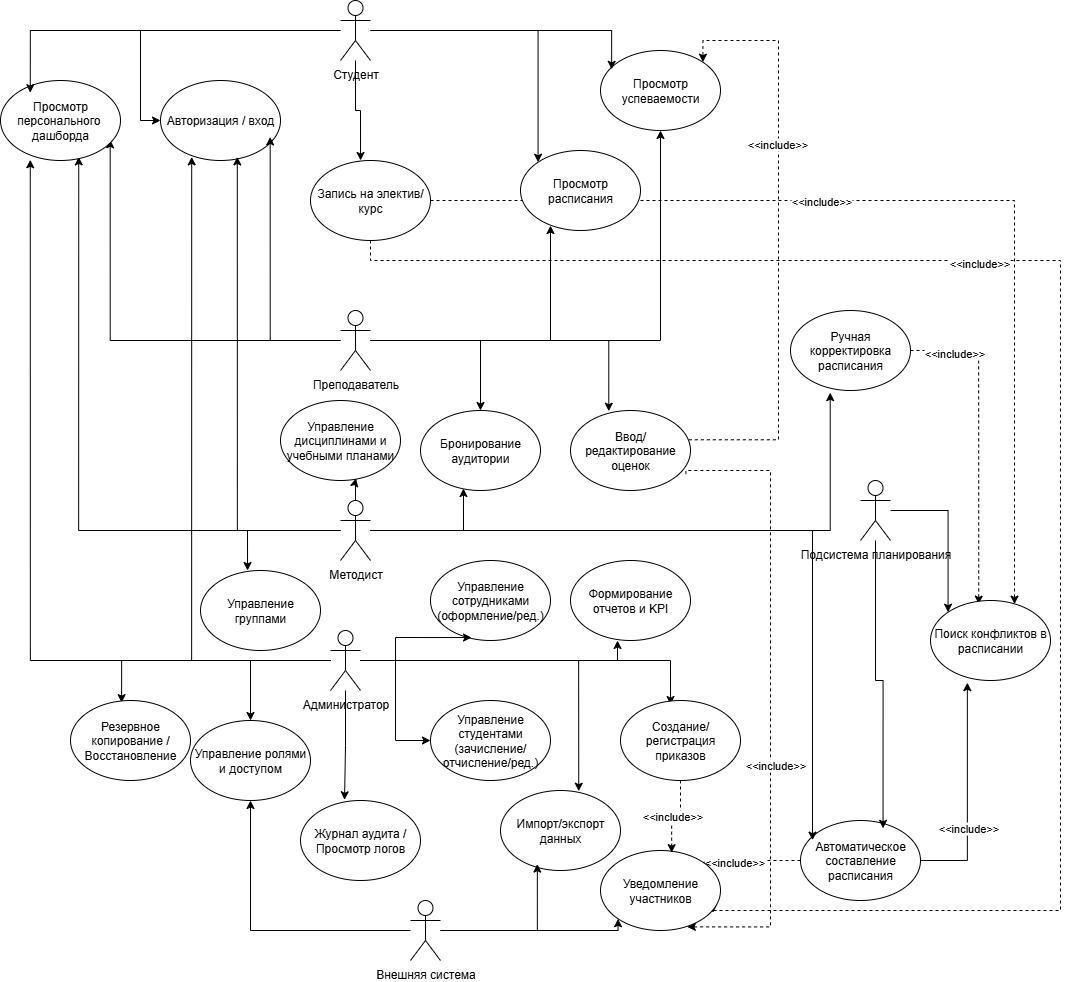 Студент
Просмотр
персонального
дашборда
Авторизация / вход
Просмотр
успеваемости
<<include>>
Запись на электив/
курс
Просмотр
расписания
<<include>>
<<include>>
Преподаватель
Ручная
корректировка
расписания
<<include>>
Управление
дисциплинами и
учебными планами
Бронирование
аудитории
Ввод/
редактирование
оценок
Методист
Подсистема планирования
Управление
группами
Управление
сотрудниками
(оформление/ред.)
Формирование
отчетов и KPI
Поиск конфликтов в
расписании
Администратор
Резервное
копирование /
Восстановление
Управление ролями
и доступом
Управление
студентами
(зачисление/
отчисление/ред.)
Создание/
регистрация
приказов
<<include>>
<<include>>
Журнал аудита /
Просмотр логов
Импорт/экспорт
данных
<<include>>
Автоматическое
составление
расписания
<<include>>
Уведомление
участников
Внешняя система